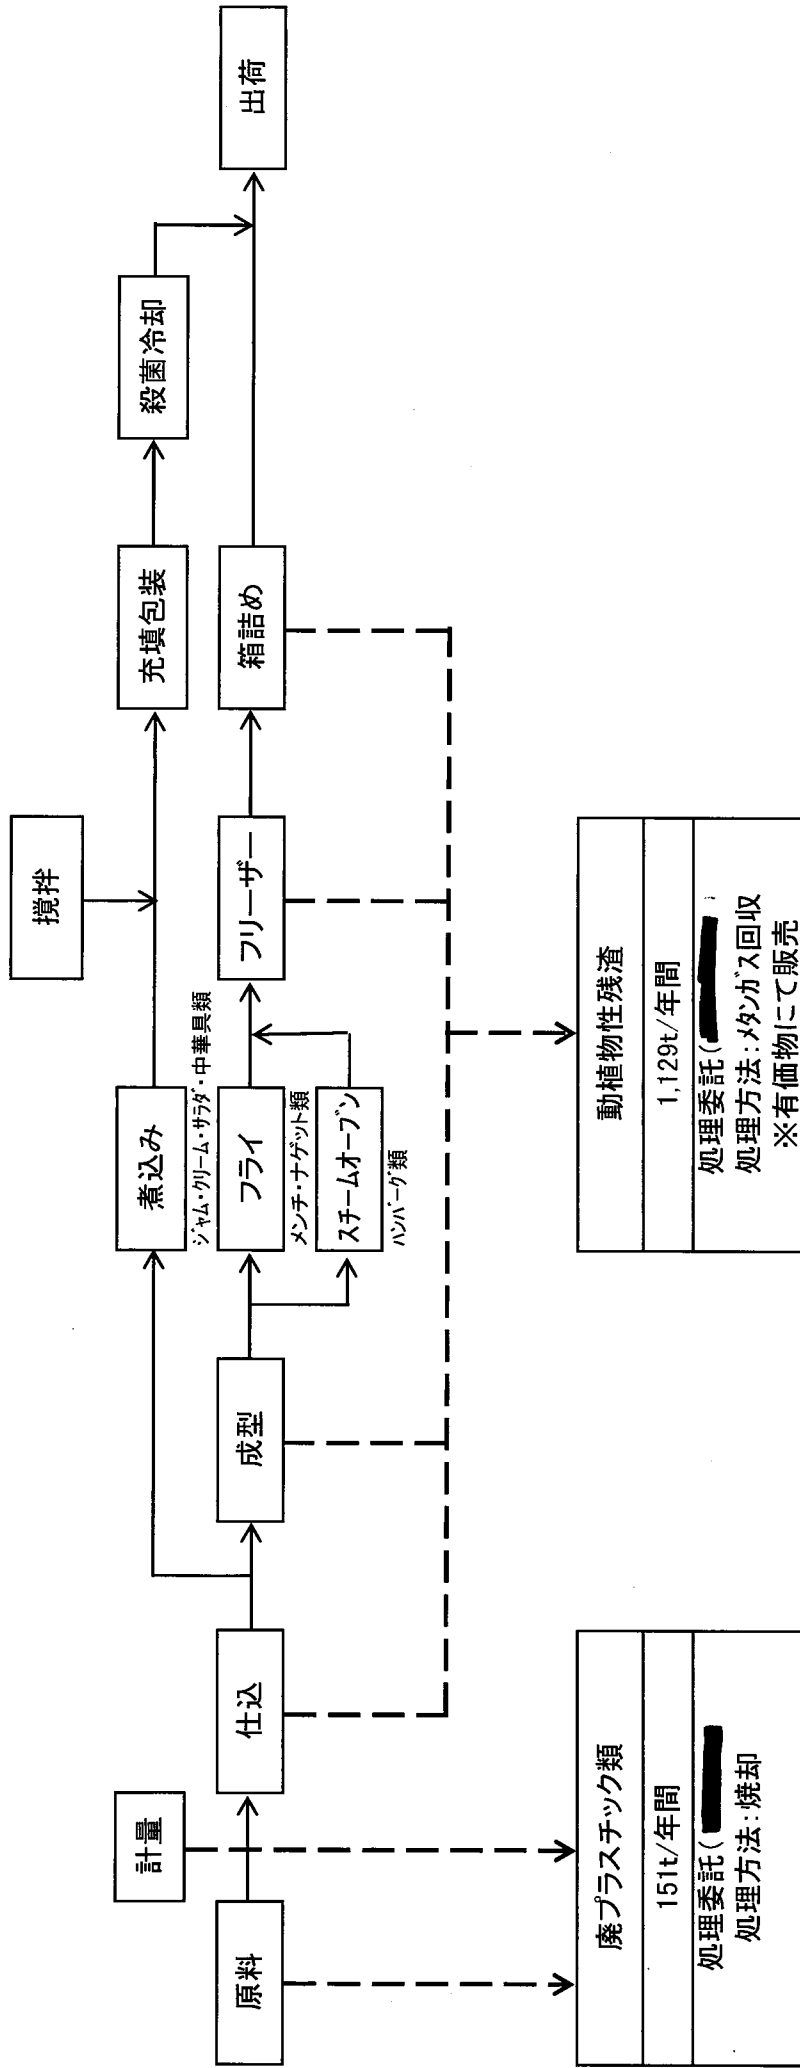 計量
原料
仕込
成型
煮込み
ジャム・クリーム・サラダ・中華具類
フライ
メンチ・ナゲット類
スチームオーブン
ハンバーグ類
攪拌
フリーザー
充填包装
箱詰め
殺菌冷却
出荷
廃プラスチック類
151t/年間
処理委託(
処理方法:焼却
動植物性残渣
1,129t/年間
処理委託(
処理方法:メタンガス回収
※有価物にて販売